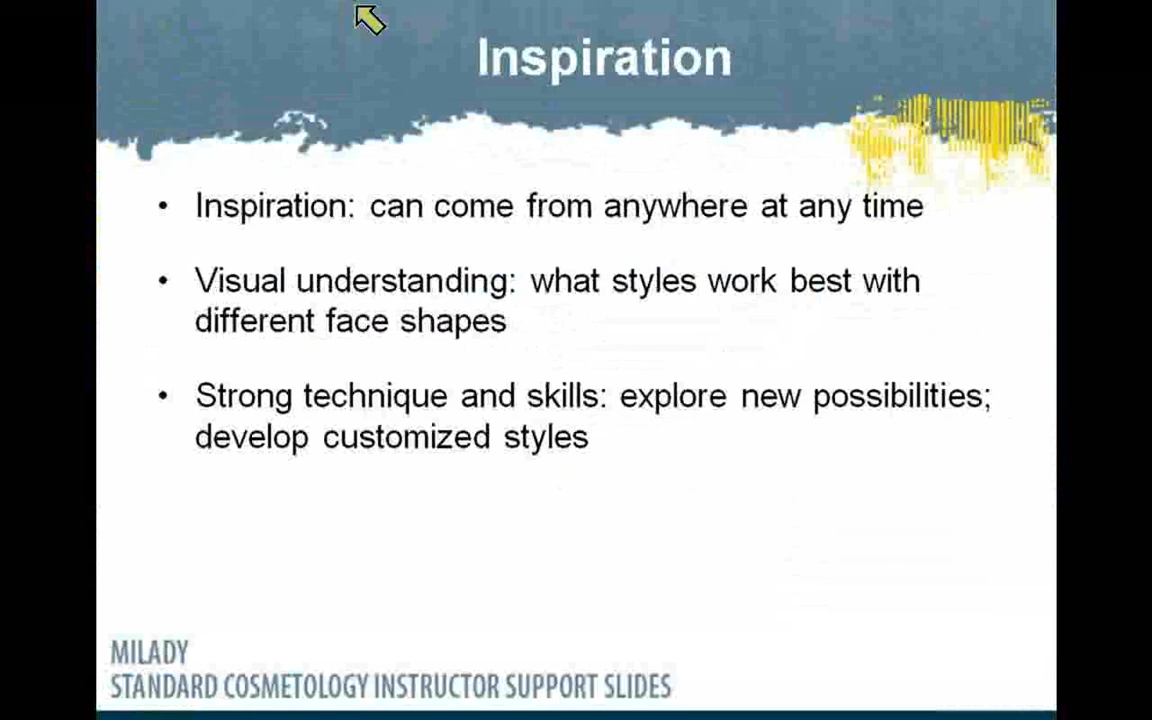 Inspiration
• Inspiration: can come from anywhere at any time
• Visual understanding: what styles work best with
different face shapes
• Strong technique and skills: explore new possibilities;
develop customized styles
MILADY
STANDARD COSMETOLOGY INSTRUCTOR SUPPORT SLIDES